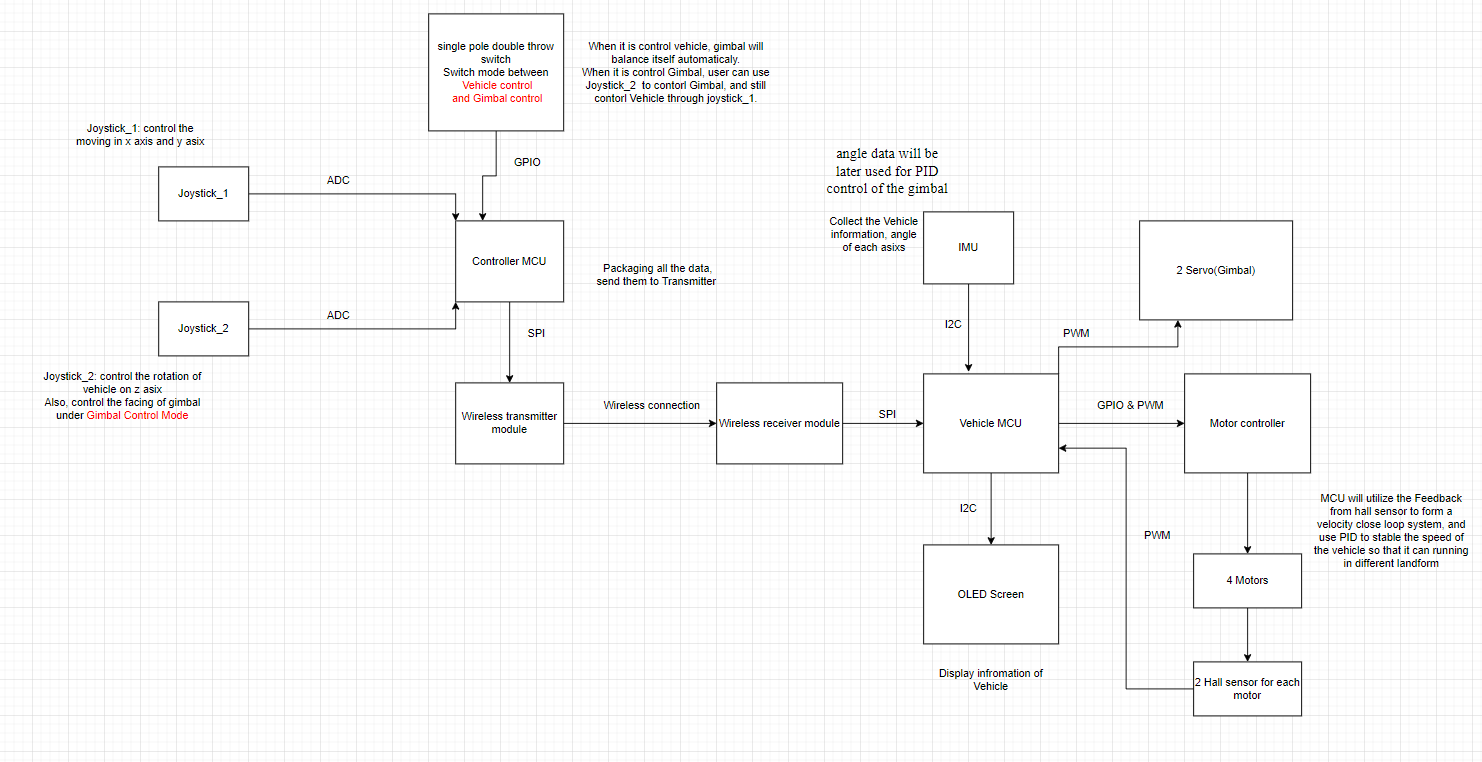 single pole double throw
switch
Switch mode between
Vehicle control
and Gimbal control
When it is control vehicle, gimbal will
balance itself automaticaly.
When it is control Gimbal, user can use
Joystick_2  to contorl Gimbal, and still
contorl Vehicle through joystick_1.
Joystick_1: control the
moving in x axis and y asix
Joystick_1
ADC
GPIO
Controller MCU
Packaging all the data,
send them to Transmitter
Joystick_2
ADC
SPI
Joystick_2: control the rotation of
vehicle on z asix
Also, control the facing of gimbal
under Gimbal Control Mode
Wireless transmitter
module
Wireless connection
Wireless receiver module
SPI
angle data will be
later used for PID
control of the gimbal
Collect the Vehicle
information, angle
of each asixs
IMU
I2C
2 Servo(Gimbal)
PWM
Vehicle MCU
GPIO & PWM
Motor controller
I2C
PWM
MCU will utilize the Feedback
from hall sensor to form a
velocity close loop system, and
use PID to stable the speed of
the vehicle so that it can running
in different landform
OLED Screen
4 Motors
Display infromation of
Vehicle
2 Hall sensor for each
motor